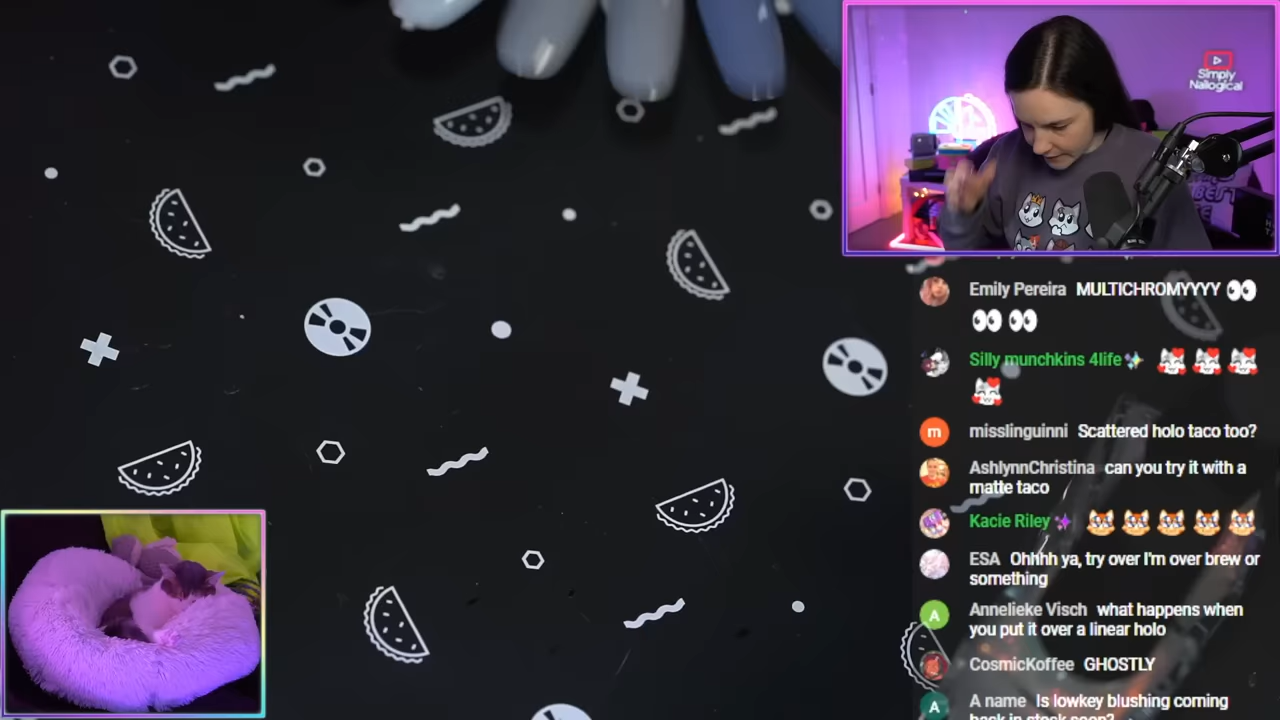 Simply
Nailogical
Emily Pereira MULTICHROMYYYY
Silly munchkins 4life
misslinguinni Scattered holo taco too?
AshlynnChristina can you try it with a
matte taco
Kacie Riley
ESA Ohhhh ya, try over I'm over brew or
something
Annelieke Visch what happens when
you put it over a linear holo
CosmicKoffee GHOSTLY
A name Is lowkey blushing coming
back in stock soon?